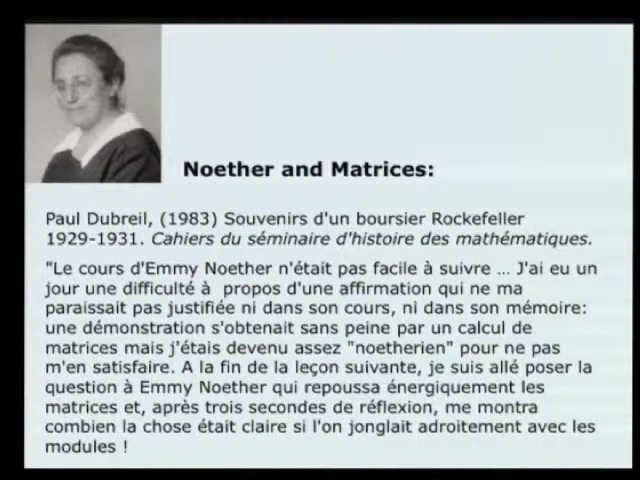 Noether and Matrices:
Paul Dubreil, (1983) Souvenirs d'un boursier Rockefeller
1929-1931. Cahiers du séminaire d'histoire des mathématiques.
"Le cours d'Emmy Noether n'était pas facile à suivre ... J'ai eu un
jour une difficulté à propos d'une affirmation qui ne ma
paraissait pas justifiée ni dans son cours, ni dans son mémoire:
une démonstration s'obtenait sans peine par un calcul de
matrices mais j'étais devenu assez "noetherien" pour ne pas
m'en satisfaire. A la fin de la leçon suivante, je suis allé poser la
question à Emmy Noether qui repoussa énergiquement les
matrices et, après trois secondes de réflexion, me montra
combien la chose était claire si l'on jonglait adroitement avec les
modules !